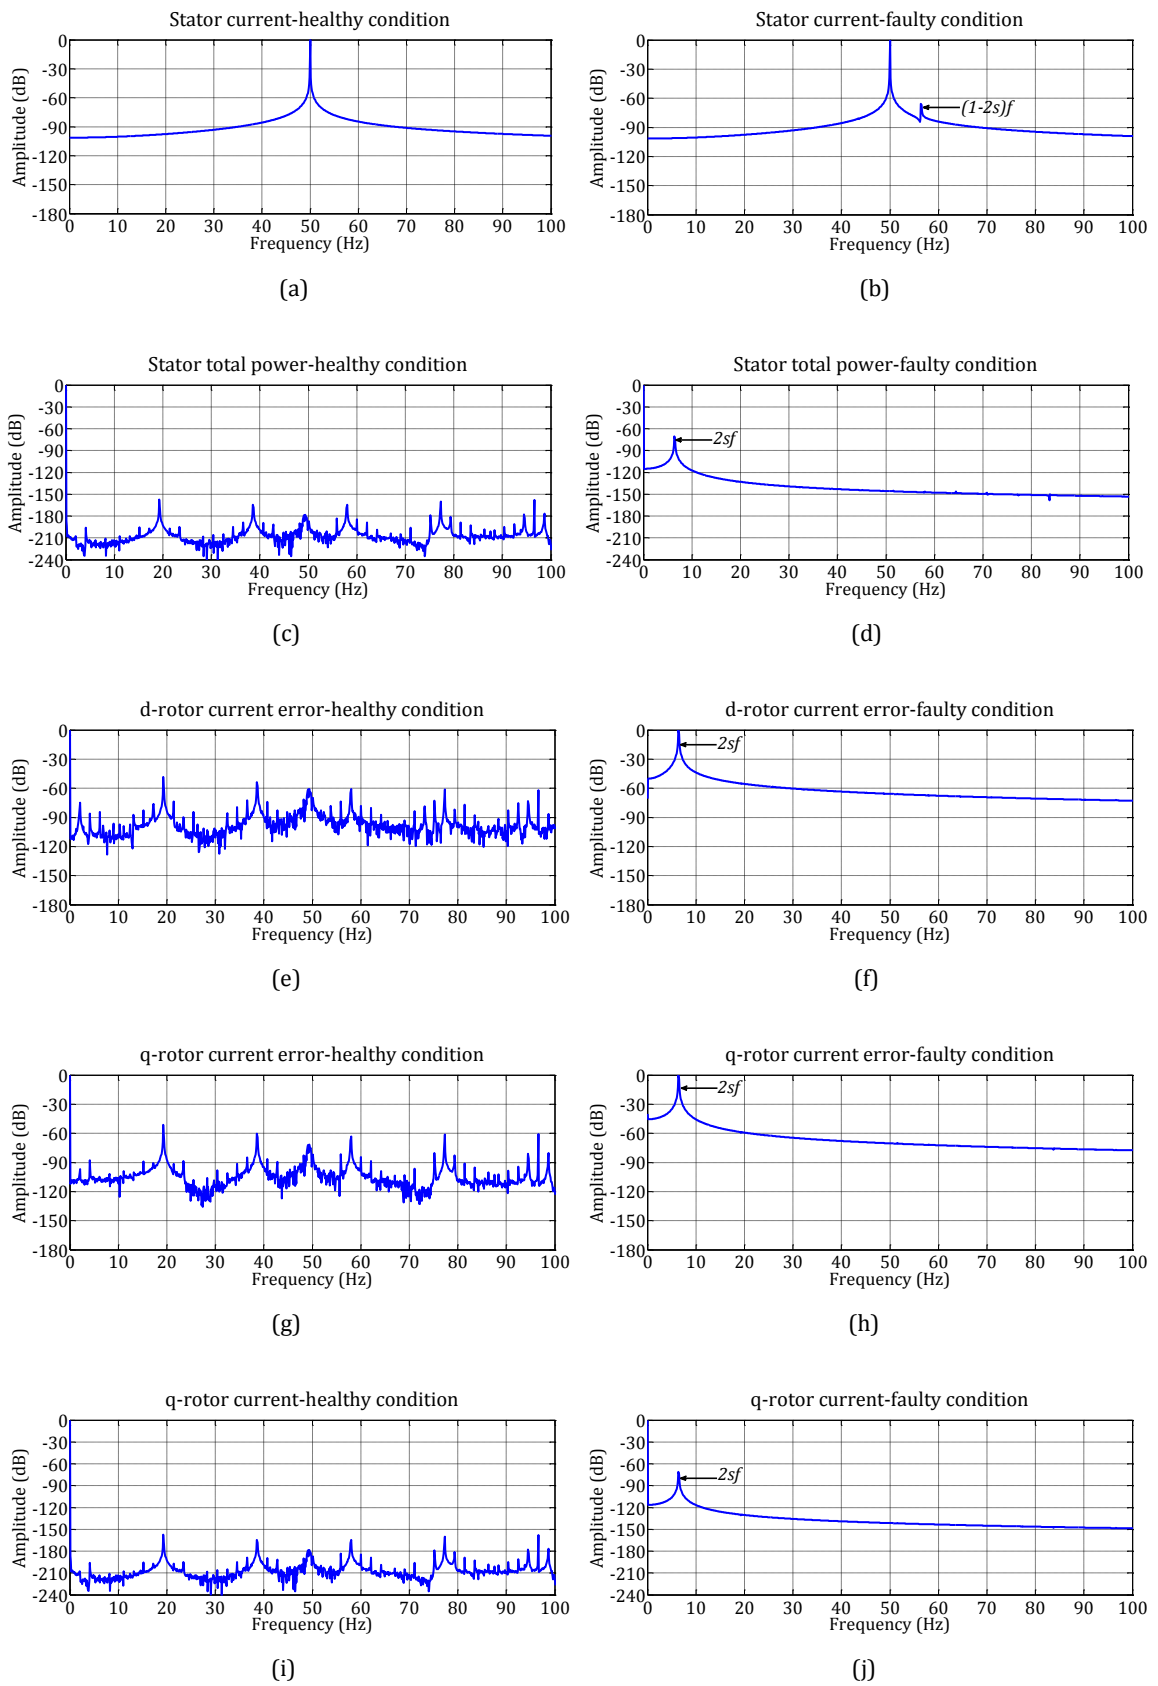 Stator current-healthy condition
Amplitude (dB)
0
-30
-60
-90
-120
-150
-180
0 10 20 30 40 50 60 70 80 90 100
Frequency (Hz)
(a)
Stator current-faulty condition
Amplitude (dB)
0
-30
-60
-90
-120
-150
-180
(1-2s)f
0 10 20 30 40 50 60 70 80 90 100
Frequency (Hz)
(b)
Stator total power-healthy condition
Amplitude (dB)
0
-30
-60
-90
-120
-150
-180
-210
-240
0 10 20 30 40 50 60 70 80 90 100
Frequency (Hz)
(c)
Stator total power-faulty condition
Amplitude (dB)
0
-30
-60
-90
-120
-150
-180
-210
-240
2sf
0 10 20 30 40 50 60 70 80 90 100
Frequency (Hz)
(d)
d-rotor current error-healthy condition
Amplitude (dB)
0
-30
-60
-90
-120
-150
-180
0 10 20 30 40 50 60 70 80 90 100
Frequency (Hz)
(e)
d-rotor current error-faulty condition
Amplitude (dB)
0
-30
-60
-90
-120
-150
-180
2sf
0 10 20 30 40 50 60 70 80 90 100
Frequency (Hz)
(f)
q-rotor current error-healthy condition
Amplitude (dB)
0
-30
-60
-90
-120
-150
-180
0 10 20 30 40 50 60 70 80 90 100
Frequency (Hz)
(g)
q-rotor current error-faulty condition
Amplitude (dB)
0
-30
-60
-90
-120
-150
-180
2sf
0 10 20 30 40 50 60 70 80 90 100
Frequency (Hz)
(h)
q-rotor current-healthy condition
Amplitude (dB)
0
-30
-60
-90
-120
-150
-180
-210
-240
0 10 20 30 40 50 60 70 80 90 100
Frequency (Hz)
(i)
q-rotor current-faulty condition
Amplitude (dB)
0
-30
-60
-90
-120
-150
-180
-210
-240
2sf
0 10 20 30 40 50 60 70 80 90 100
Frequency (Hz)
(j)